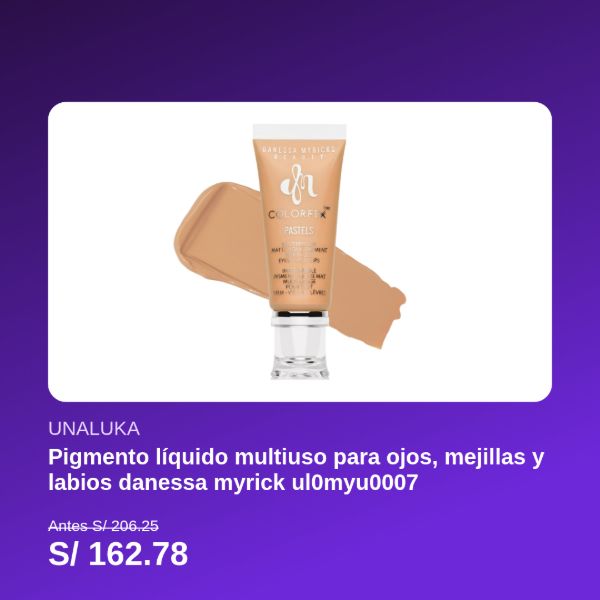 DANESSA MYRICKS
BEAUTY
COLORFIX
PASTELS
UNALUKA
Pigmento líquido multiuso para ojos, mejillas y
labios danessa myrick ul0myu0007
Antes S/ 206.25
S/ 162.78